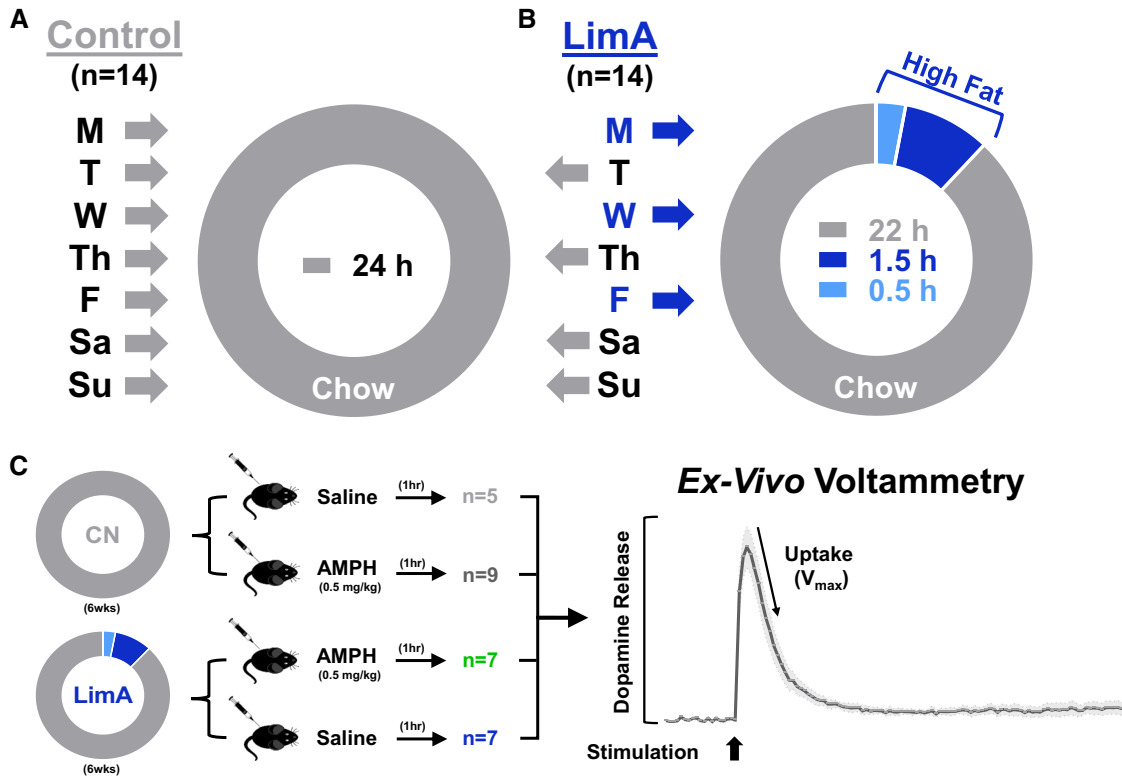 A
Control
(n=14)
M
T
W
Th
F
Sa
Su
24 h
Chow
B
LimA
(n=14)
M
T
W
Th
F
Sa
Su
High Fat
22 h
1.5 h
0.5 h
Chow
C
CN
(6wks)
LimA
(6wks)
Saline
(1hr)
n=5
AMPH
(0.5 mg/kg)
(1hr)
n=9
AMPH
(0.5 mg/kg)
(1hr)
n=7
Saline
(1hr)
n=7
Ex-Vivo Voltammetry
Dopamine Release
Uptake
(Vmax)
Stimulation